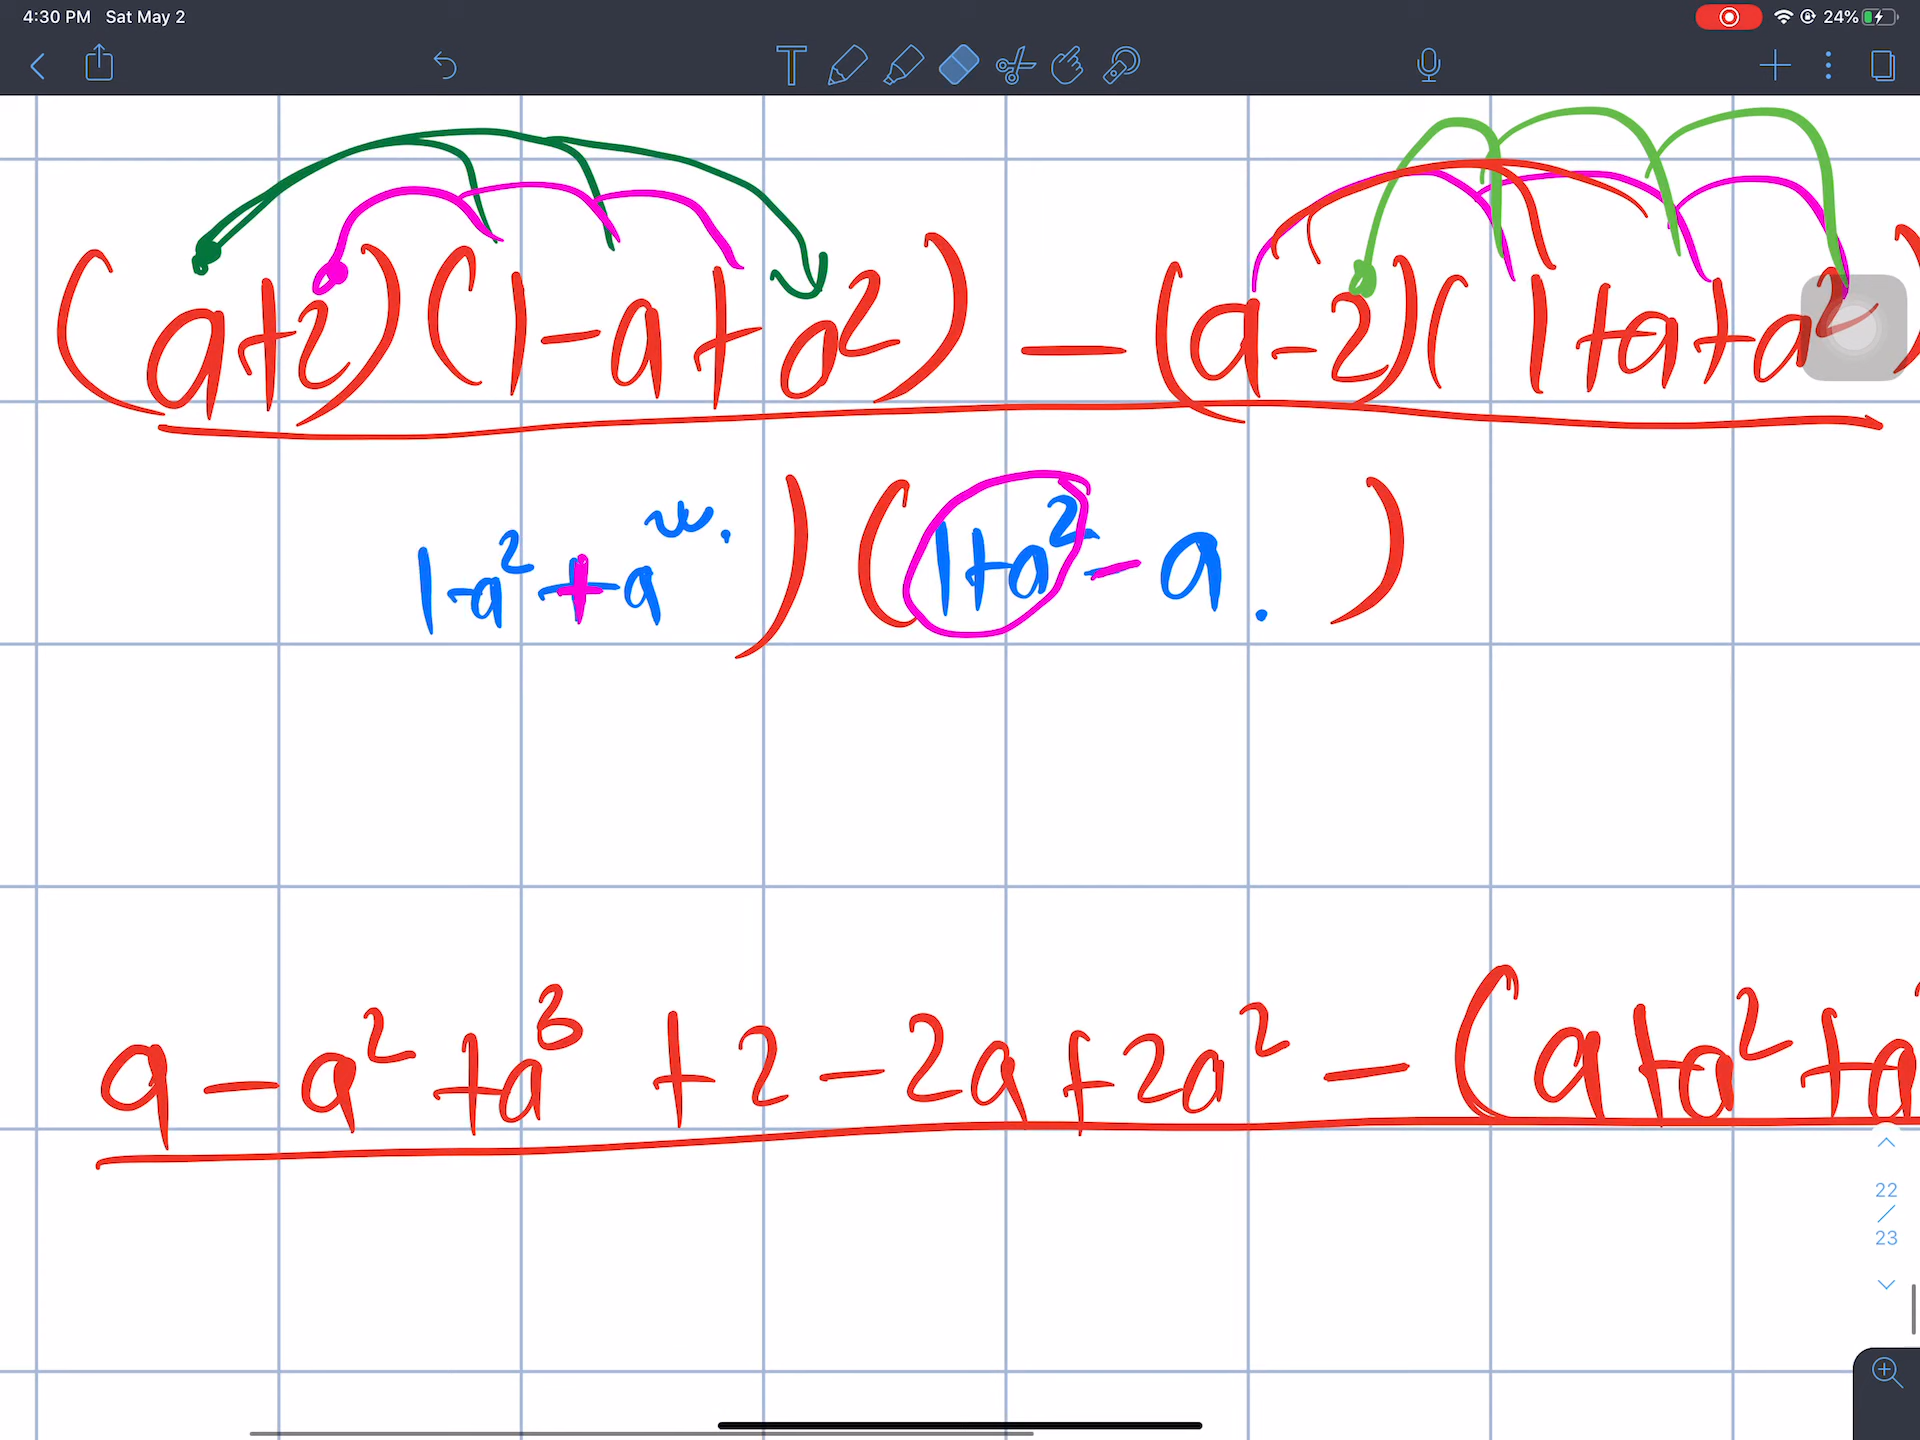 4:30 PM Sat May 2
24%
(a+2)(1-a+a²) - (a-2)(1+a+a²)
1-a²+a )(1+a²-a. )
a-a²+a³+2-2a+2a²-(a+a²+a
22
/
23